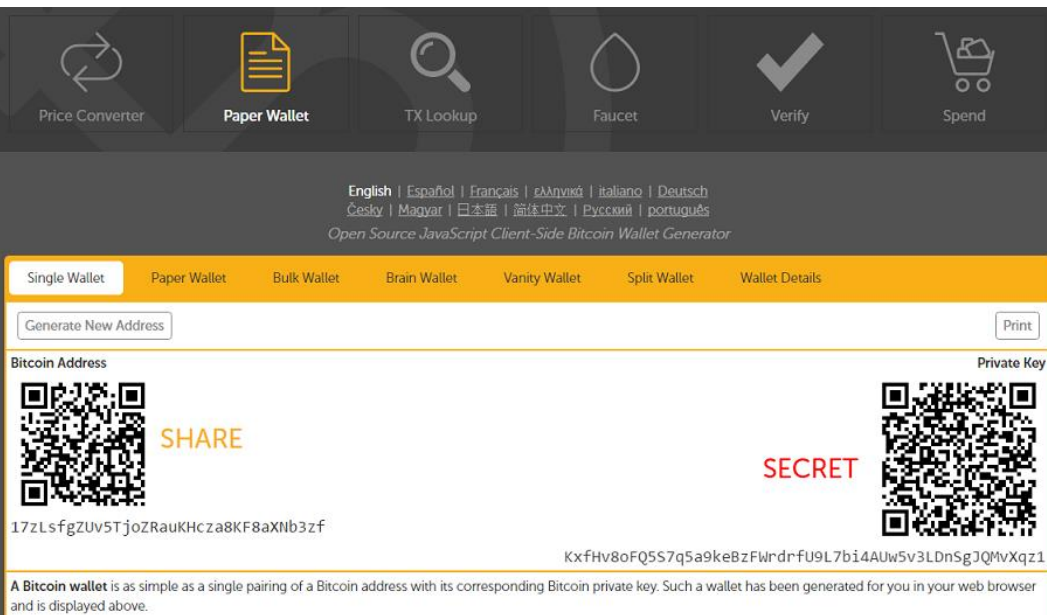 Price Converter
Paper Wallet
TX Lookup
Faucet
Verify
Spend
English | Español | Français | ελληνικά | italiano | Deutsch
Česky | Magyar | 日本語 | 简体中文 | Русский | português
Open Source JavaScript Client-Side Bitcoin Wallet Generator
Single Wallet Paper Wallet Bulk Wallet Brain Wallet Vanity Wallet Split Wallet Wallet Details
Generate New Address Print
Bitcoin Address Private Key
SHARE
SECRET
17zLsfgZUv5TjoZRauKHcza8KF8aXNb3zf
KxfHv8oFQ5S7q5a9keBzFWrdrfU9L7bi4AUw5v3LDnSgJQMvXqz1
A Bitcoin wallet is as simple as a single pairing of a Bitcoin address with its corresponding Bitcoin private key. Such a wallet has been generated for you in your web browser
and is displayed above.